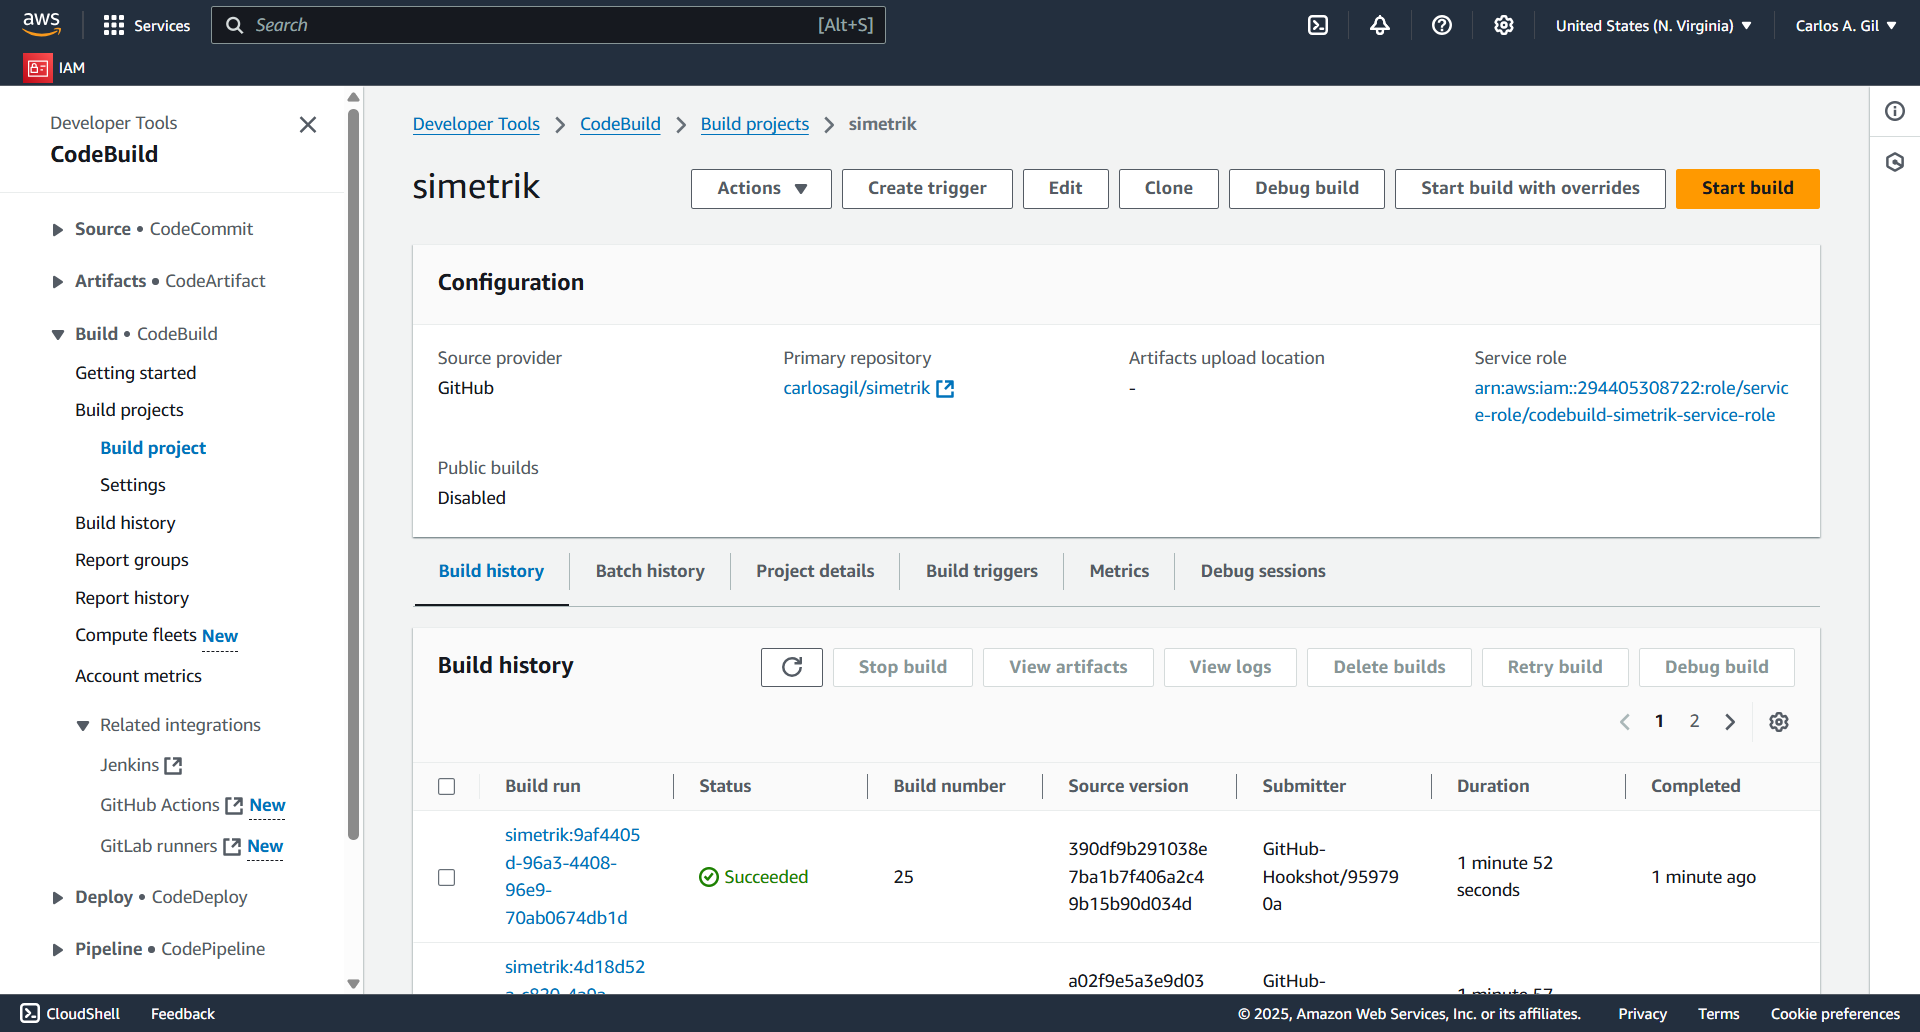 aws
Services
Search
[Alt+S]
United States (N. Virginia)
Carlos A. Gil
IAM
Developer Tools
CodeBuild
Source • CodeCommit
Artifacts • CodeArtifact
Build • CodeBuild
Getting started
Build projects
Build project
Settings
Build history
Report groups
Report history
Compute fleets New
Account metrics
Related integrations
Jenkins
GitHub Actions New
GitLab runners New
Deploy • CodeDeploy
Pipeline • CodePipeline
Developer Tools
CodeBuild
Build projects
simetrik
simetrik
Actions
Create trigger
Edit
Clone
Debug build
Start build with overrides
Start build
Configuration
Source provider
GitHub
Primary repository
carlosagil/simetrik
Artifacts upload location
-
Service role
arn:aws:iam::294405308722:role/servic
e-role/codebuild-simetrik-service-role
Public builds
Disabled
Build history
Batch history
Project details
Build triggers
Metrics
Debug sessions
Build history
Stop build
View artifacts
View logs
Delete builds
Retry build
Debug build
1
2
Build run
Status
Build number
Source version
Submitter
Duration
Completed
simetrik:9af4405
d-96a3-4408-
96e9-
70ab0674db1d
Succeeded
25
390df9b291038e
7ba1b7f406a2c4
9b15b90d034d
GitHub-
Hookshot/95979
0a
1 minute 52
seconds
1 minute ago
simetrik:4d18d52
a02f9e5a3e9d03
GitHub-
1 minute 57
CloudShell
Feedback
© 2025, Amazon Web Services, Inc. or its affiliates.
Privacy
Terms
Cookie preferences